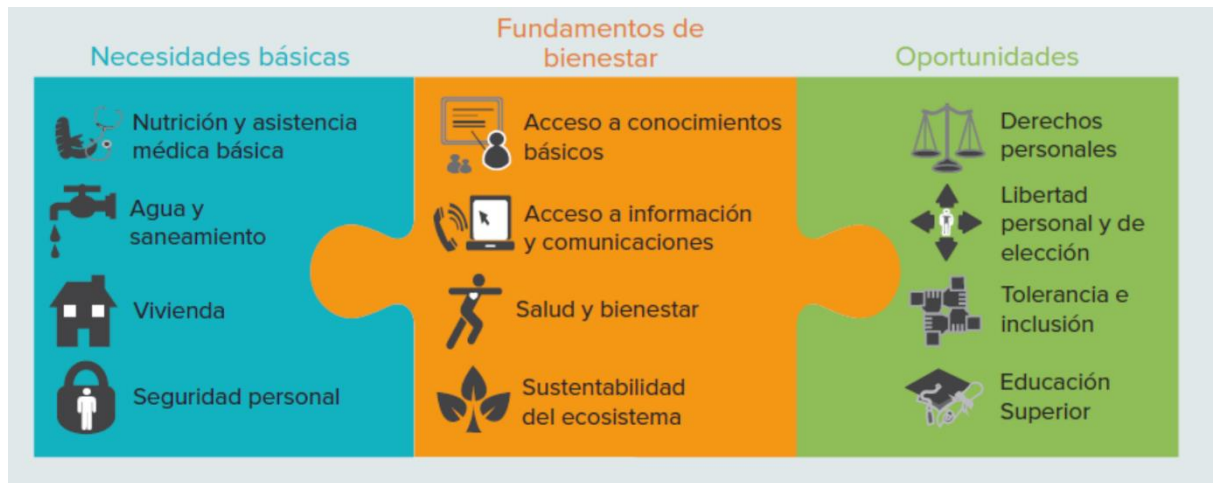 Necesidades básicas
Nutrición y asistencia
médica básica
Agua y
saneamiento
Vivienda
Seguridad personal
Fundamentos de
bienestar
Acceso a conocimientos
básicos
Acceso a información
y comunicaciones
Salud y bienestar
Sustentabilidad
del ecosistema
Oportunidades
Derechos
personales
Libertad
personal y de
elección
Tolerancia e
inclusión
Educación
Superior